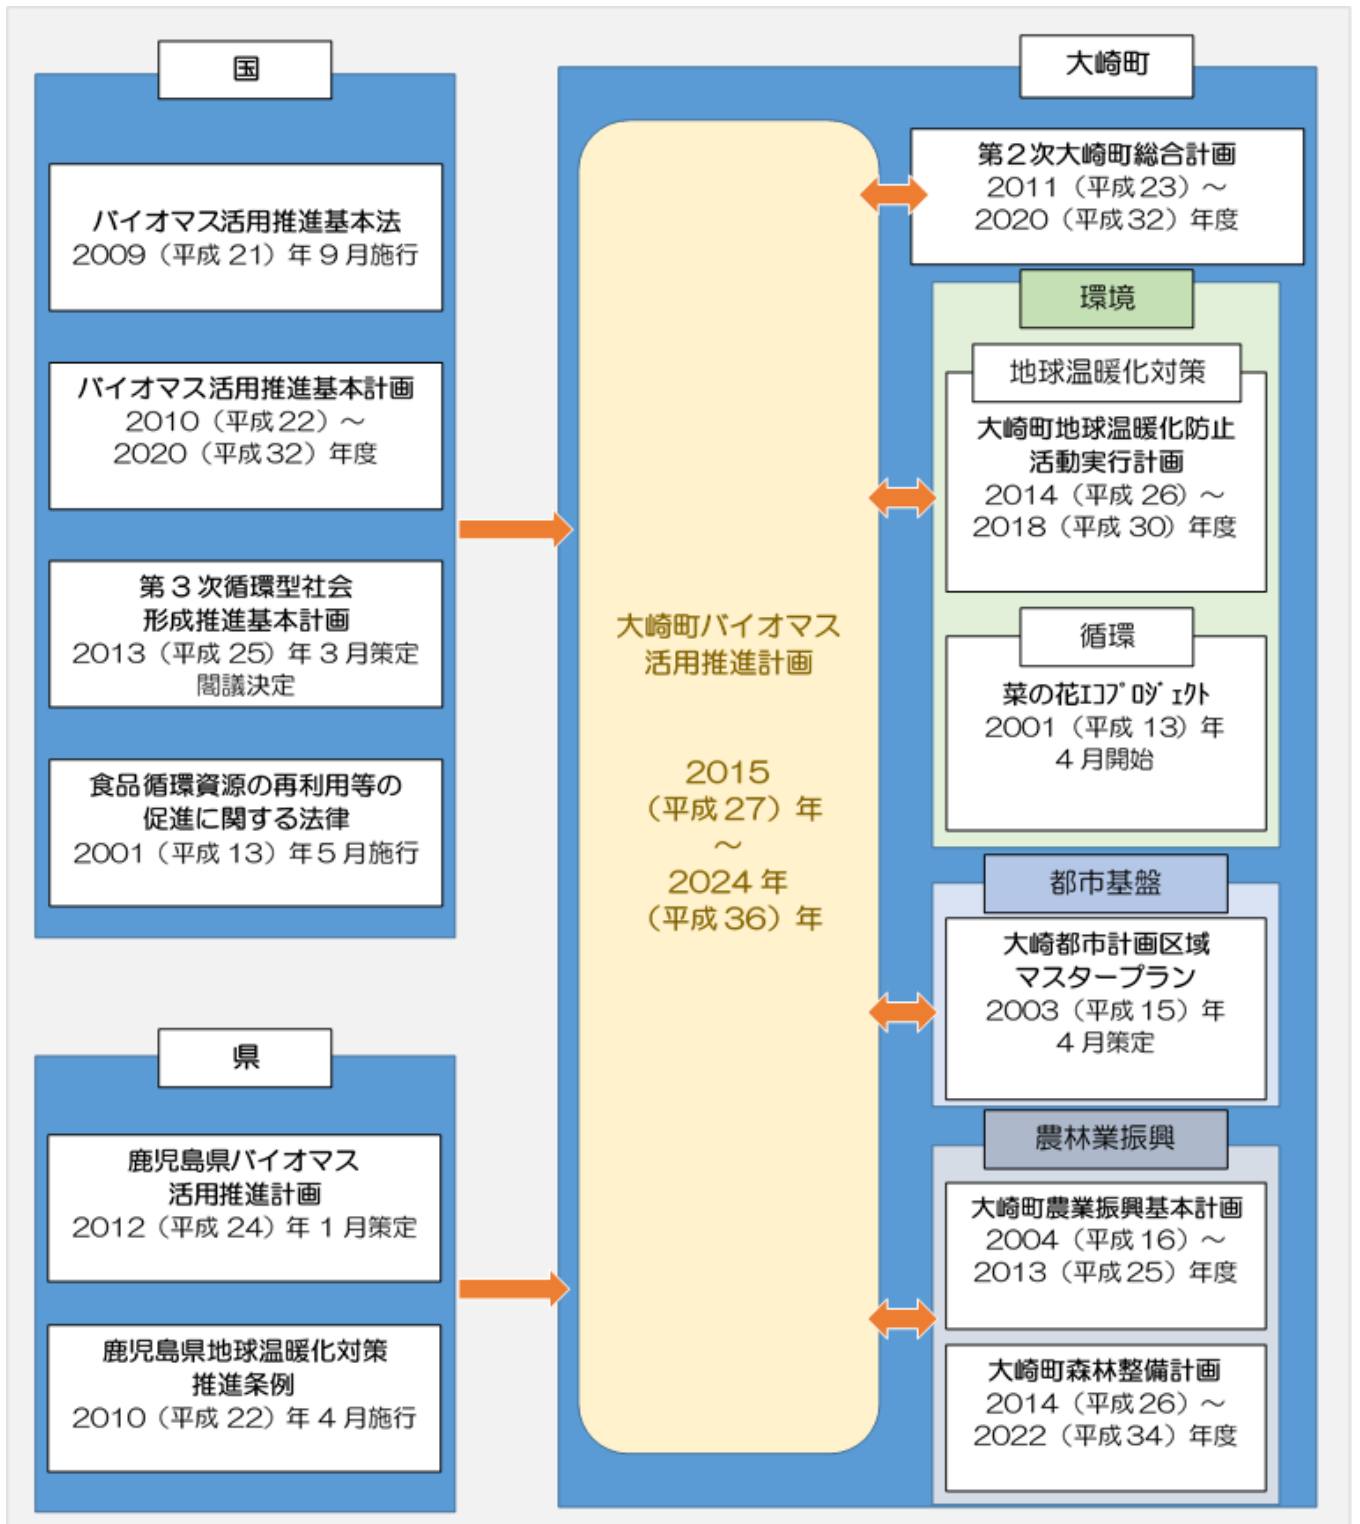 国
バイオマス活用推進基本法
2009（平成 21）年 9 月施行
バイオマス活用推進基本計画
2010（平成 22）～
2020（平成 32）年度
第 3 次循環型社会
形成推進基本計画
2013（平成 25）年 3 月策定
閣議決定
食品循環資源の再利用等の
促進に関する法律
2001（平成 13）年 5 月施行
県
鹿児島県バイオマス
活用推進計画
2012（平成 24）年 1 月策定
鹿児島県地球温暖化対策
推進条例
2010（平成 22）年 4 月施行
大崎町バイオマス
活用推進計画
2015
（平成 27）年
～
2024 年
（平成 36）年
大崎町
第２次大崎町総合計画
2011（平成 23）～
2020（平成 32）年度
環境
地球温暖化対策
大崎町地球温暖化防止
活動実行計画
2014（平成 26）～
2018（平成 30）年度
循環
菜の花ｴｺﾌﾟﾛｼﾞｪｸﾄ
2001（平成 13）年
4 月開始
都市基盤
大崎都市計画区域
マスタープラン
2003（平成 15）年
4 月策定
農林業振興
大崎町農業振興基本計画
2004（平成 16）～
2013（平成 25）年度
大崎町森林整備計画
2014（平成 26）～
2022（平成 34）年度